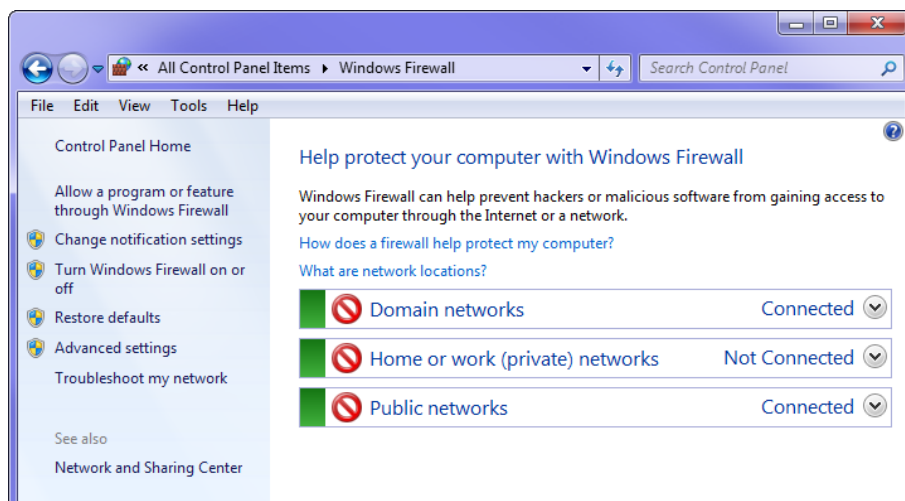 « All Control Panel Items ▸ Windows Firewall
Search Control Panel
File Edit View Tools Help
Control Panel Home
Allow a program or feature
through Windows Firewall
Change notification settings
Turn Windows Firewall on or
off
Restore defaults
Advanced settings
Troubleshoot my network
See also
Network and Sharing Center
Help protect your computer with Windows Firewall
Windows Firewall can help prevent hackers or malicious software from gaining access to
your computer through the Internet or a network.
How does a firewall help protect my computer?
What are network locations?
Domain networks Connected
Home or work (private) networks Not Connected
Public networks Connected